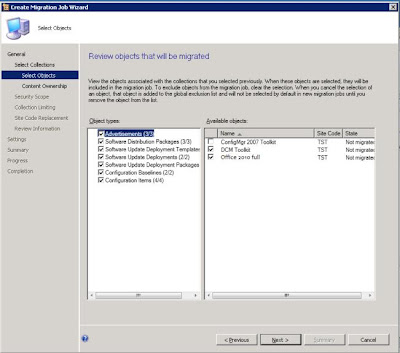 Create Migration Job Wizard
Select Objects
General
Select Collections
Select Objects
Content Ownership
Security Scope
Collection Limiting
Site Code Replacement
Review Information
Settings
Summary
Progress
Completion
Review objects that will be migrated
View the objects associated with the collections that you selected previously. When these are selected, they will be
included in the migration job. To exclude objects from the migration job, clear the selection. When you cancel the selection
of an object, that object is added to the global exclusion list and will not be selected by default in new migration jobs until you
remove the object from the list.
Object types:
Advertisements (3/3)
Software Distribution Packages (3/3)
Software Update Deployment Templates
Software Update Deployments (2/2)
Software Update Deployment Packages
Configuration Baselines (2/2)
Configuration Items (4/4)
Available objects:
Name Site Code State
ConfigMgr 2007 Toolkit TST Not migrated
DCM Toolkit TST Not migrated
Office 2010 full TST Not migrated
< Previous Next > Summary Cancel